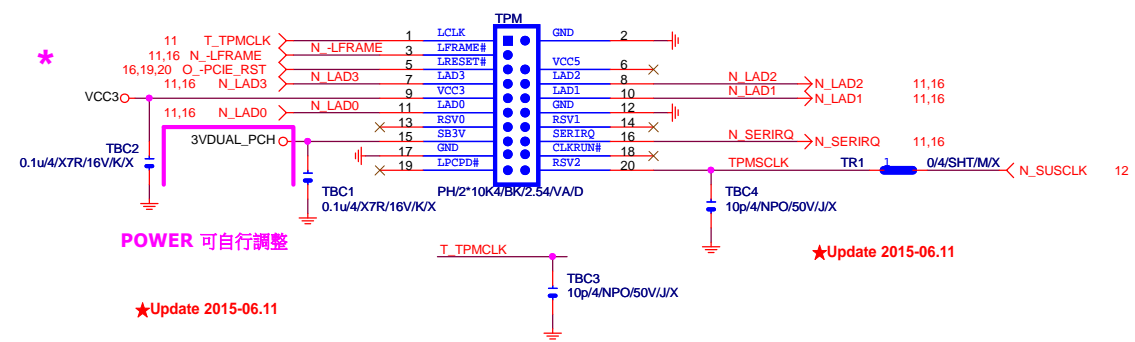 TPM
11 T_TPMCLK 1 LCLK GND 2
11,16 N_-LFRAME N_-LFRAME 3 LFRAME#
16,19,20 O_-PCIE_RST 5 LRESET# VCC5 6
11,16 N_LAD3 N_LAD3 7 LAD3 LAD2 8 N_LAD2 N_LAD2 11,16
VCC3 9 VCC3 LAD1 10 N_LAD1 N_LAD1 11,16
11,16 N_LAD0 N_LAD0 11 LAD0 GND 12
13 RSV0 RSV1 14
3VDUAL_PCH 15 SB3V SERIRQ 16 N_SERIRQ N_SERIRQ 11,16
17 GND CLKRUN# 18
19 LPCPD# RSV2 20 TPMSCLK TR1 1 0/4/SHT/M/X N_SUSCLK 12
TBC2
0.1u/4/X7R/16V/K/X
PH/2*10K4/BK/2.54/VA/D
TBC1
0.1u/4/X7R/16V/K/X
TBC4
10p/4/NPO/50V/J/X
POWER 可自行調整
T_TPMCLK
★Update 2015-06.11
TBC3
10p/4/NPO/50V/J/X
★Update 2015-06.11